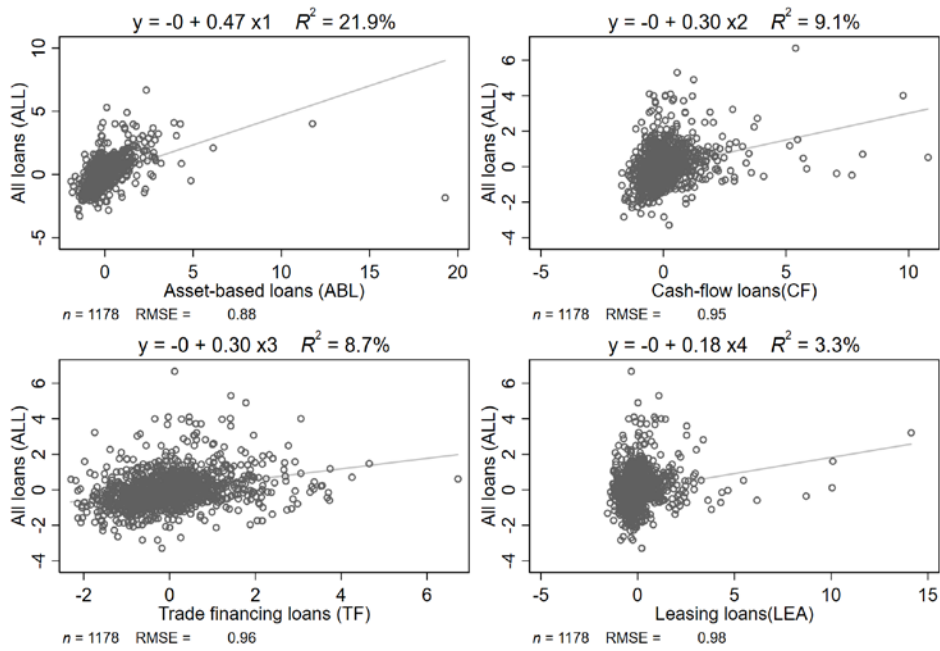 y = -0 + 0.47 x1 R² = 21.9%
All loans (ALL)
10
5
0
-5
0 5 10 15 20
Asset-based loans (ABL)
n = 1178 RMSE = 0.88
y = -0 + 0.30 x2 R² = 9.1%
All loans (ALL)
6
4
2
0
-2
-4
-5 0 5 10
Cash-flow loans(CF)
n = 1178 RMSE = 0.95
y = -0 + 0.30 x3 R² = 8.7%
All loans (ALL)
6
4
2
0
-2
-4
-2 0 2 4 6
Trade financing loans (TF)
n = 1178 RMSE = 0.96
y = -0 + 0.18 x4 R² = 3.3%
All loans (ALL)
6
4
2
0
-2
-4
-5 0 5 10 15
Leasing loans(LEA)
n = 1178 RMSE = 0.98